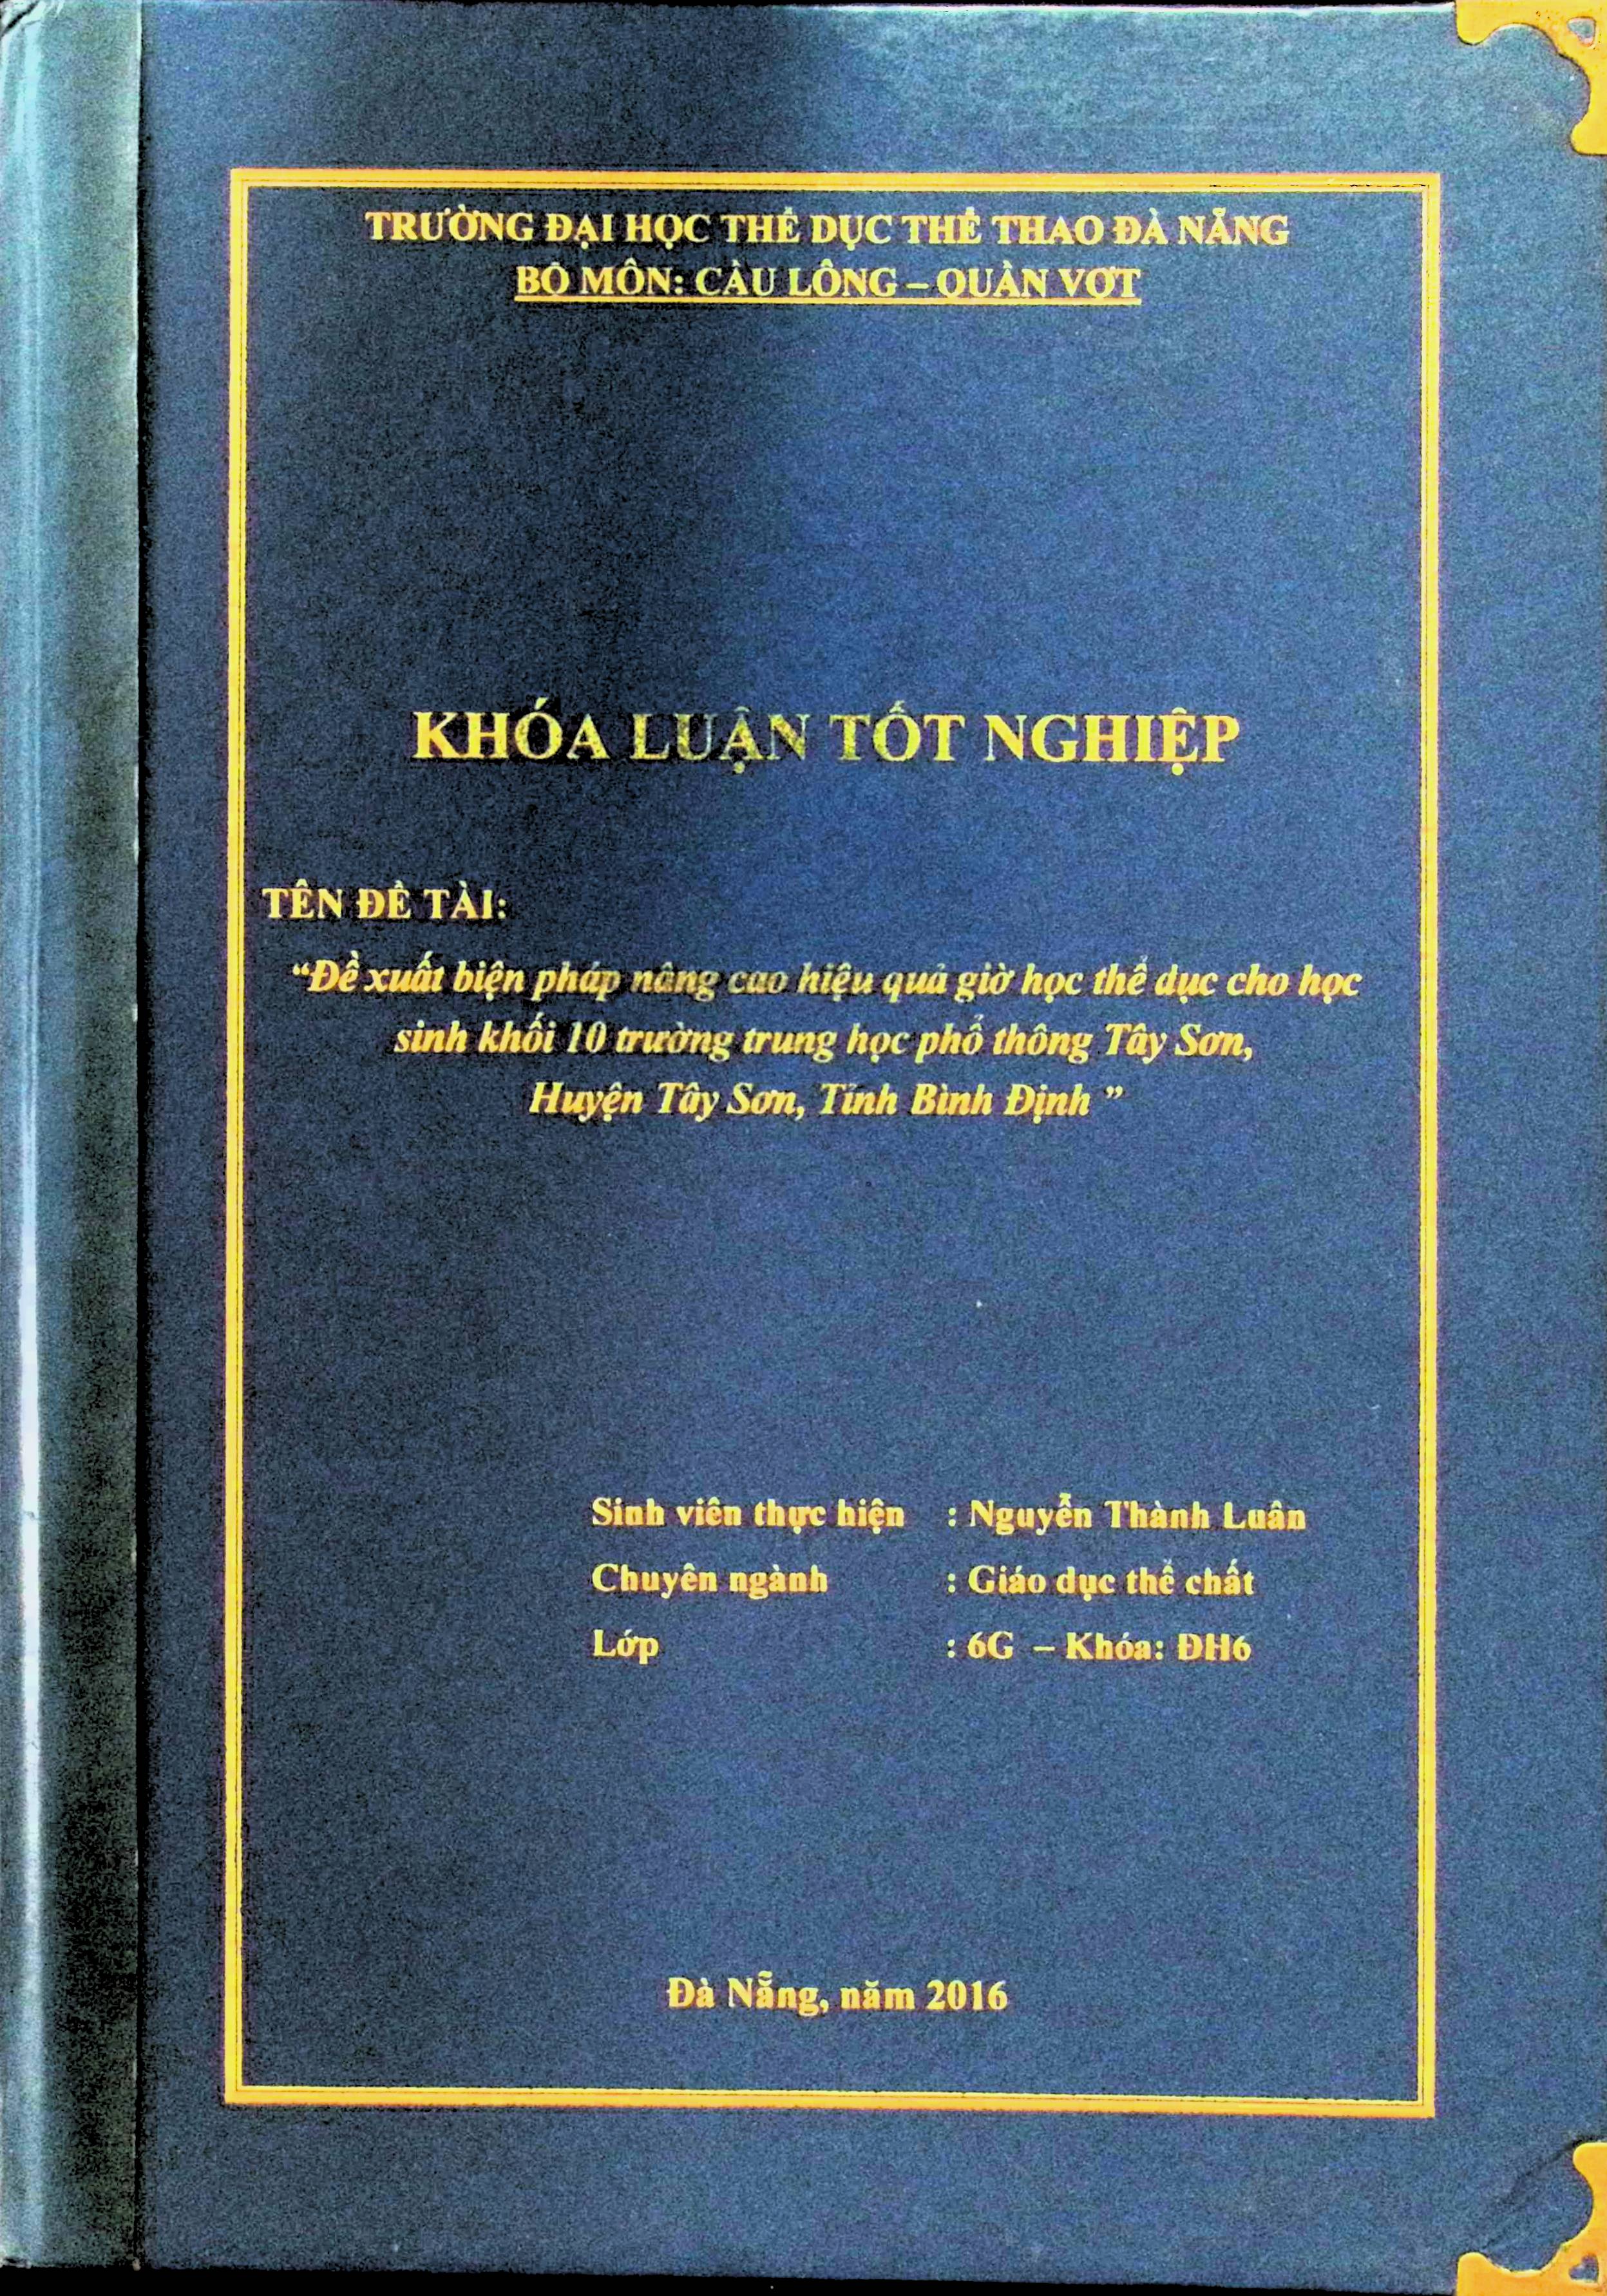 TRƯỜNG ĐẠI HỌC THỂ DỤC THỂ THAO ĐÀ NẴNG
BỘ MÔN: CẦU LÔNG – QUẦN VỢT
KHÓA LUẬN TỐT NGHIỆP
TÊN ĐỀ TÀI:
“Đề xuất biện pháp nâng cao hiệu quả giờ học thể dục cho học
sinh khối 10 trường trung học phổ thông Tây Sơn,
Huyện Tây Sơn, Tỉnh Bình Định ”
Sinh viên thực hiện : Nguyễn Thành Luân
Chuyên ngành : Giáo dục thể chất
Lớp : 6G – Khóa: ĐH6
Đà Nẵng, năm 2016